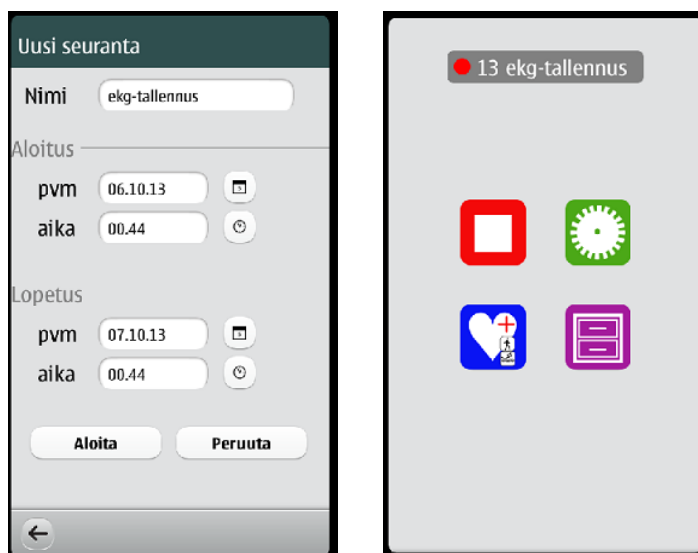 Uusi seuranta
Nimi ekg-tallennus
Aloitus
pvm 06.10.13
aika 00.44
Lopetus
pvm 07.10.13
aika 00.44
Aloita Peruuta
13 ekg-tallennus